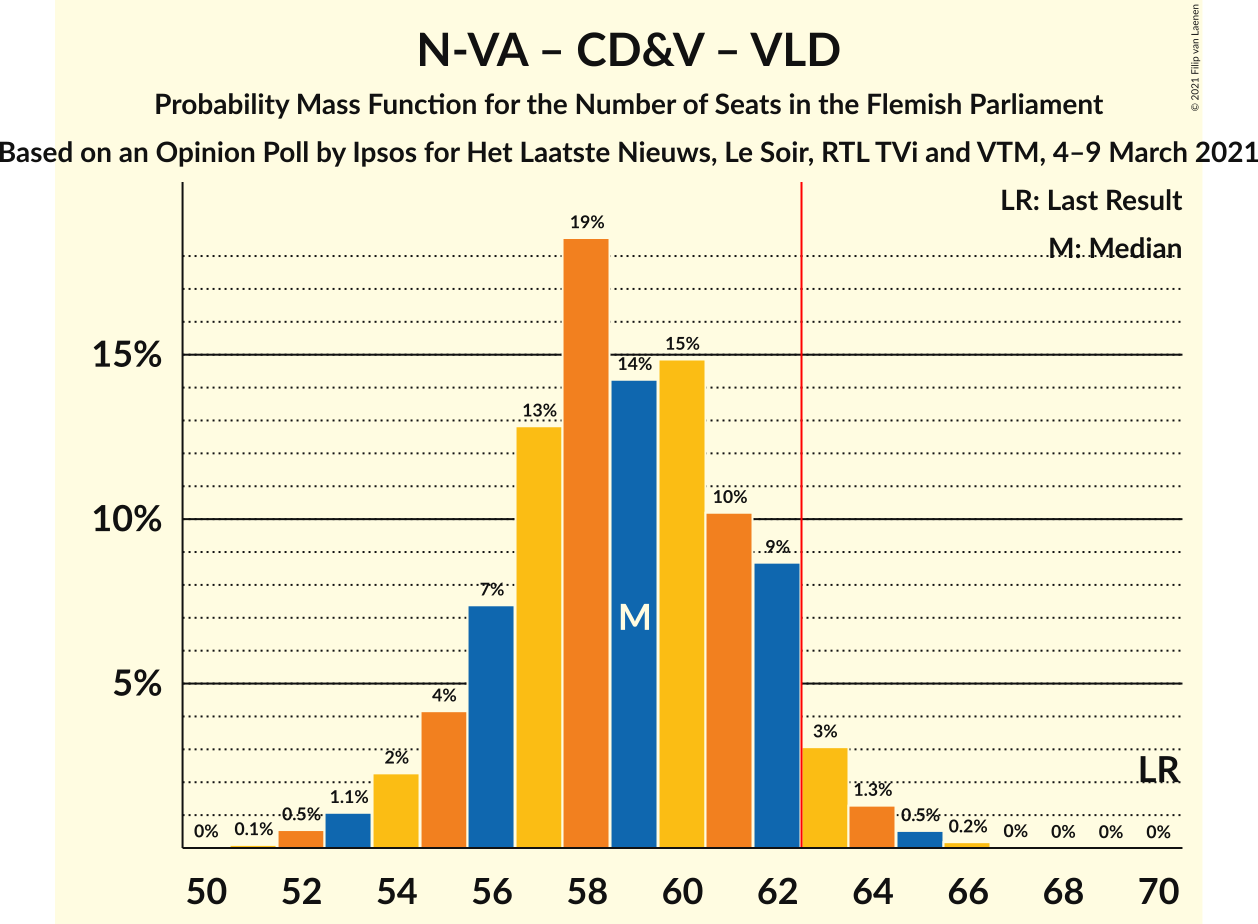 N-VA – CD&V – VLD
Probability Mass Function for the Number of Seats in the Flemish Parliament
Based on an Opinion Poll by Ipsos for Het Laatste Nieuws, Le Soir, RTL TVi and VTM, 4–9 March 2021
© 2021 Filip van Laenen
LR: Last Result
M: Median
15%
10%
5%
0%
0.1%
0.5%
1.1%
2%
4%
7%
13%
19%
14%
15%
10%
9%
3%
1.3%
0.5%
0.2%
0%
0%
0%
0%
M
LR
50 52 54 56 58 60 62 64 66 68 70